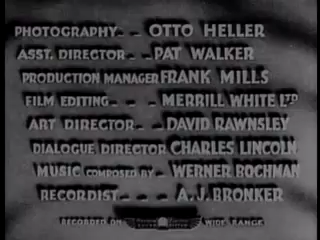 PHOTOGRAPHY - - OTTO HELLER
ASST. DIRECTOR - - PAT WALKER
PRODUCTION MANAGER FRANK MILLS
FILM EDITING - - - MERRILL WHITE LTD
ART DIRECTOR - - - DAVID RAWNSLEY
DIALOGUE DIRECTOR CHARLES LINCOLN
MUSIC COMPOSED BY - WERNER BOCHMAN
RECORDIST - - - A.J. BRONKER
RECORDED ON WIDE RANGE